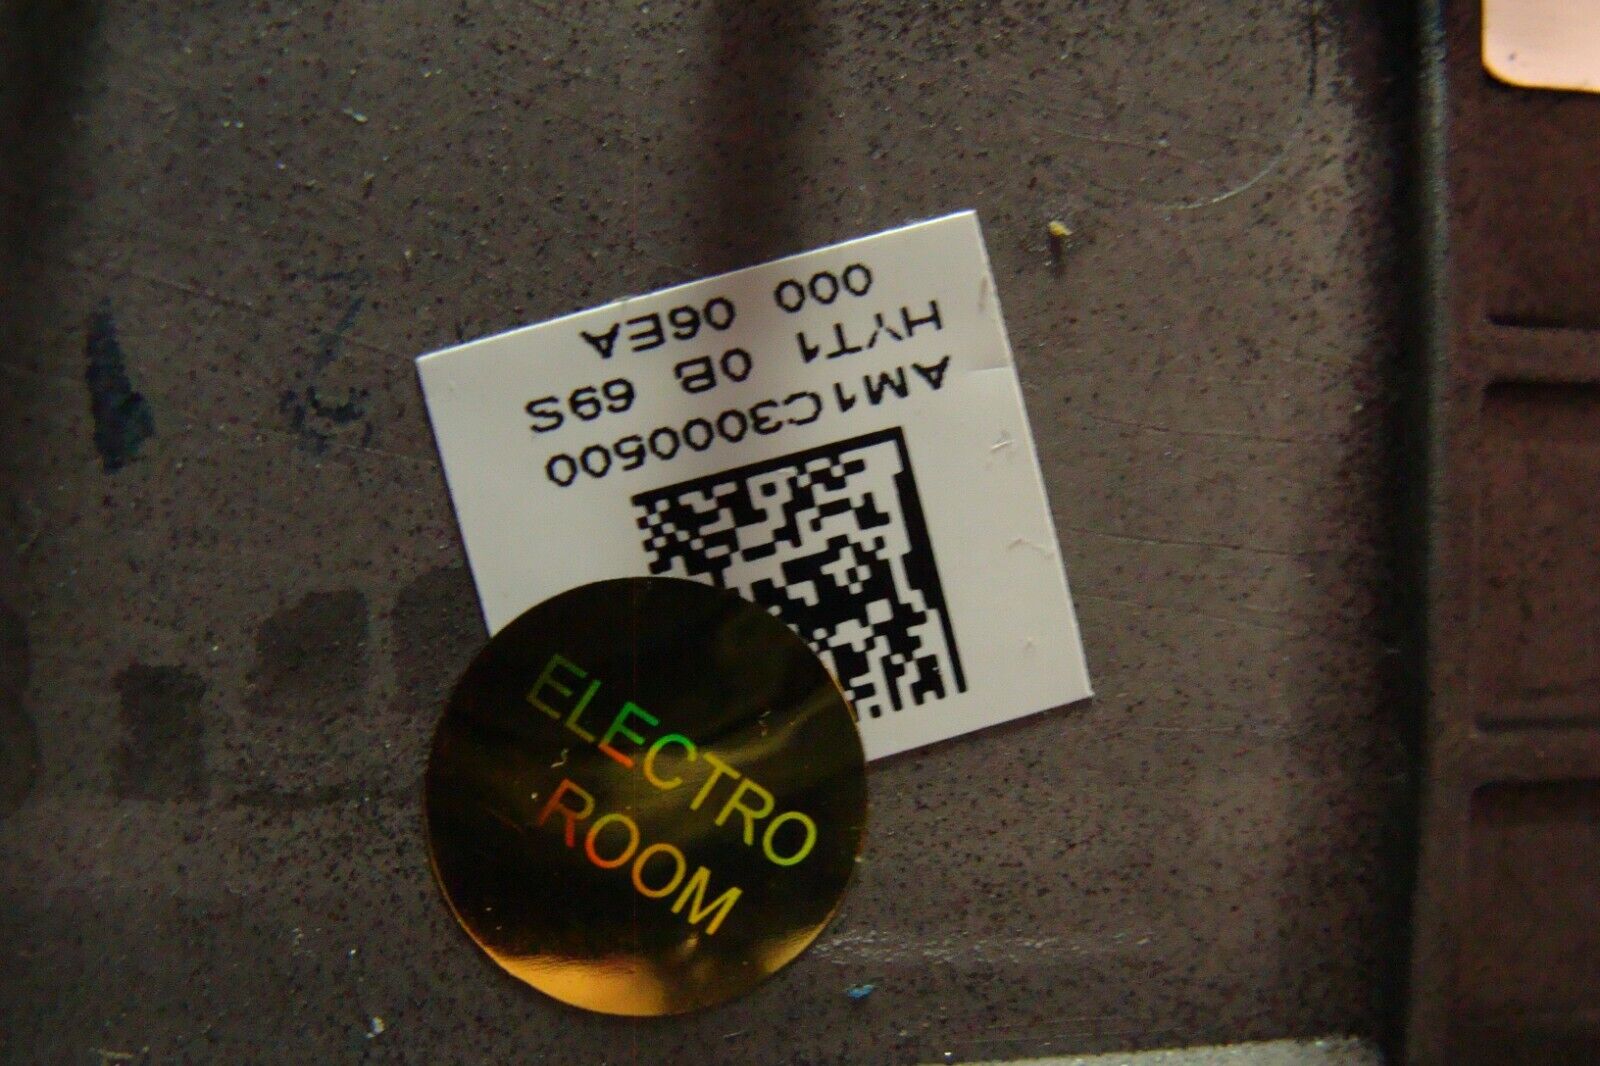 AM1C3000500
HYT1 0B 69S
000 06EA
ELECTRO
ROOM